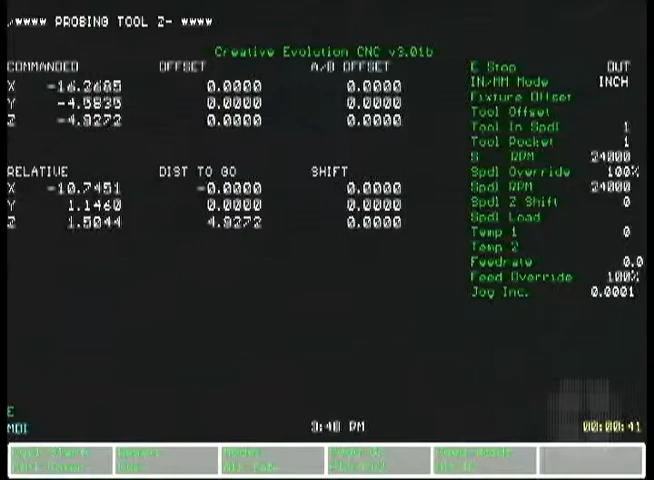 /**** PROBING TOOL Z- ****
Creative Evolution CNC v3.01b
COMMANDED OFFSET A/B OFFSET
X -16.2685 0.0000 0.0000
Y -4.5835 0.0000 0.0000
Z -4.9272 0.0000 0.0000
RELATIVE DIST TO GO SHIFT
X -10.7451 -0.0000 0.0000
Y 1.1460 0.0000 0.0000
Z 1.5044 4.9272 0.0000
E Stop OUT
IN/MM Mode INCH
Fixture Offset
Tool Offset
Tool In Spdl 1
Tool Pocket 1
S RPM 24000
Spdl Override 100%
Spdl RPM 24000
Spdl Z Shift 0
Spdl Load
Temp 1 0
Temp 2
Feedrate 0.0
Feed Override 100%
Jog Inc. 0.0001
E
MDI 3:48 PM 00:00:41